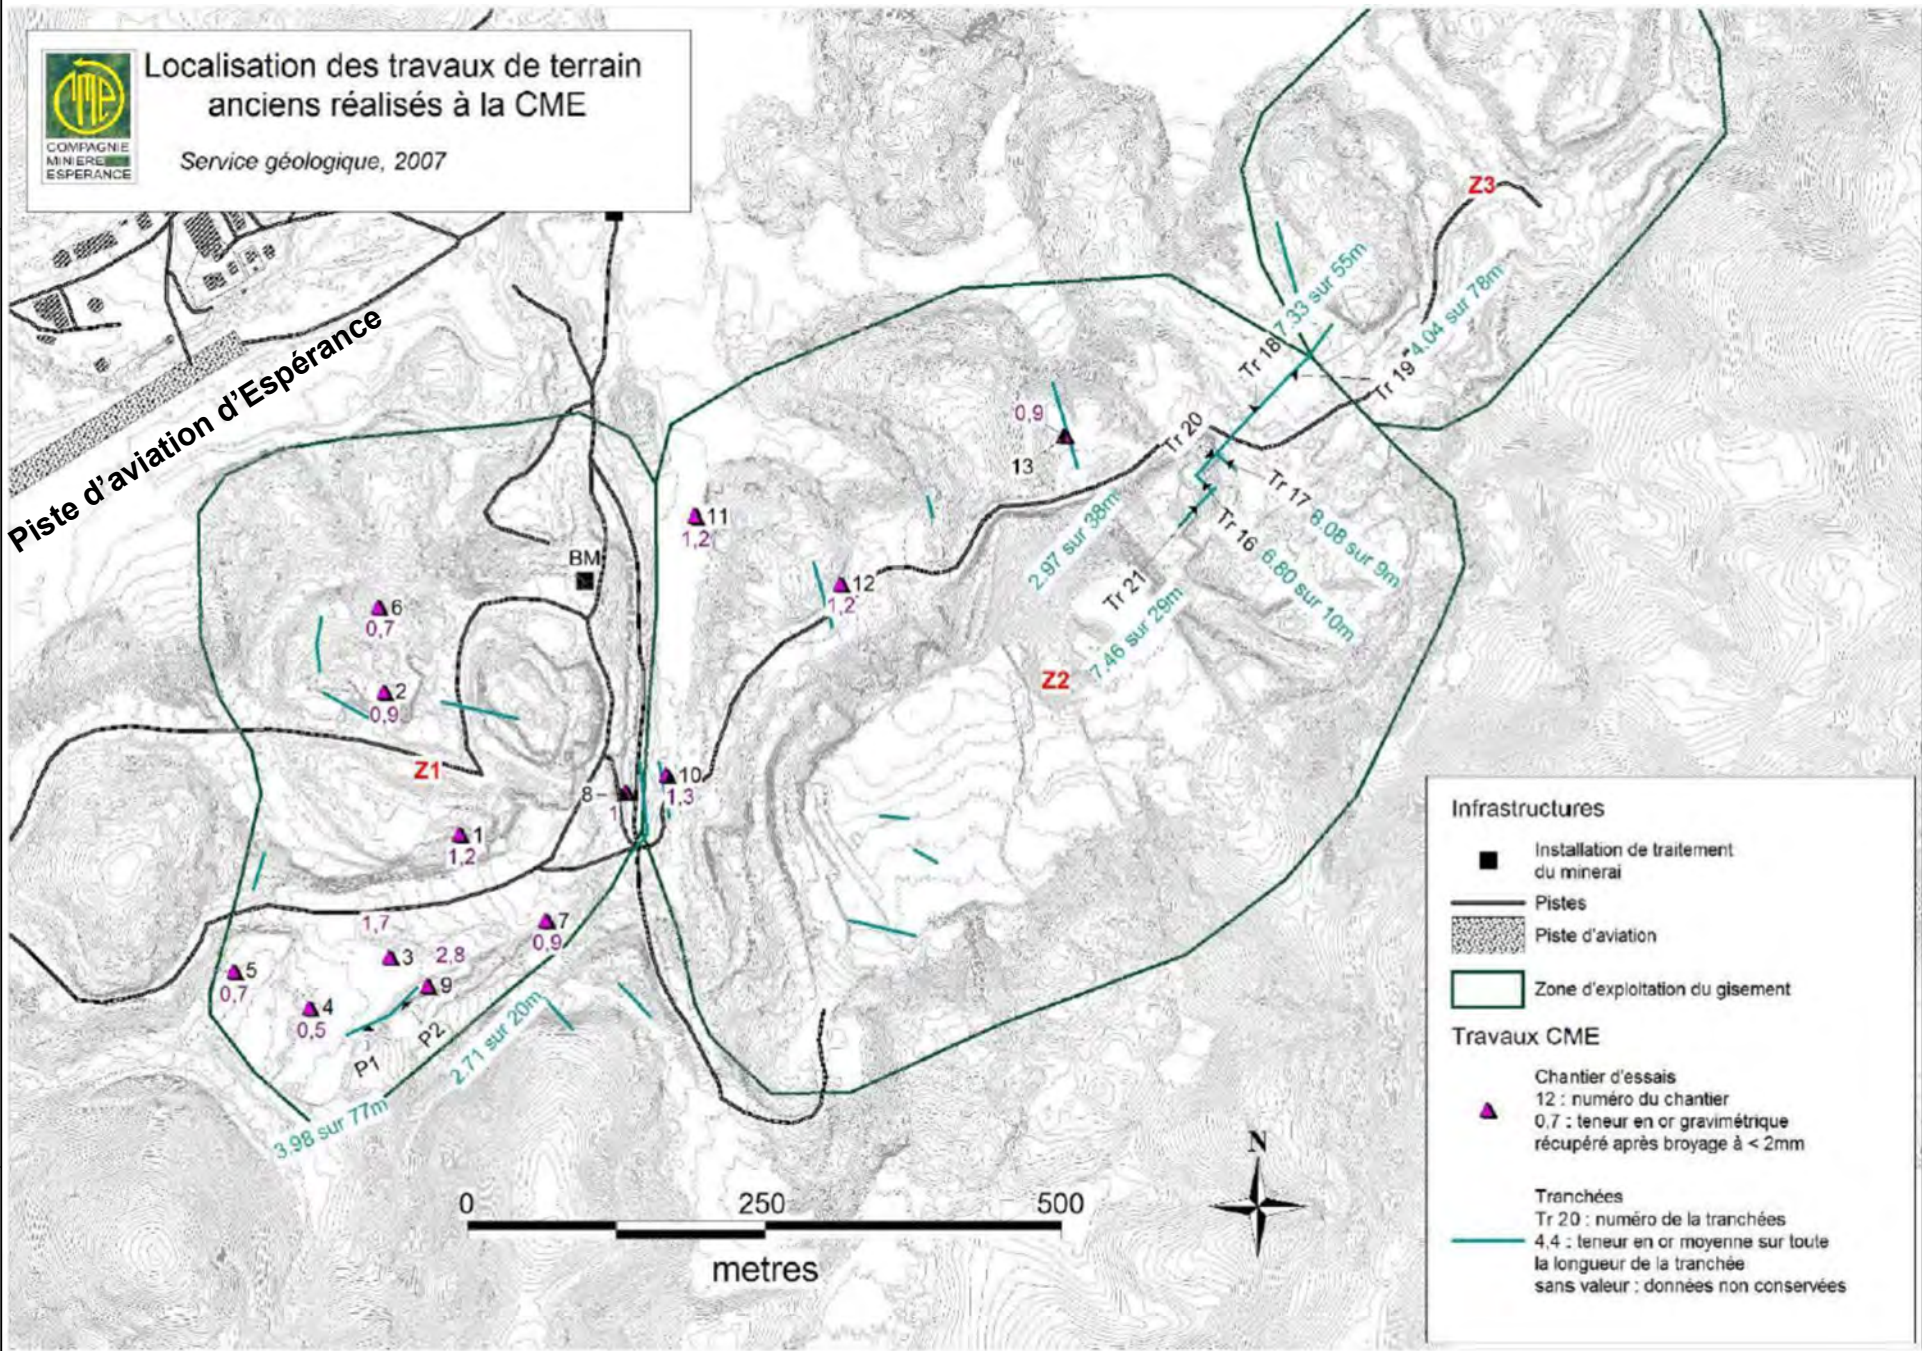 Localisation des travaux de terrain
anciens réalisés à la CME
Service géologique, 2007
CME
COMPAGNIE
MINIERE
ESPERANCE
Piste d'aviation d'Espérance
Z3
7.33 sur 55m
Tr 18
4.04 sur 78m
Tr 19
0,9
13
Tr 20
2.97 sur 38m
Tr 17 8.08 sur 9m
Tr 16 6.80 sur 10m
Tr 21
7.46 sur 29m
Z2
11
1,2
12
1,2
BM
6
0,7
2
0,9
Z1
10
1,3
8
1
1
1,2
1,7
3
2,8
7
0,9
5
0,7
9
4
0,5
P1
P2
2.71 sur 20m
3.98 sur 77m
0 250 500
metres
N
Infrastructures
Installation de traitement
du minerai
Pistes
Piste d'aviation
Zone d'exploitation du gisement
Travaux CME
Chantier d'essais
12 : numéro du chantier
0,7 : teneur en or gravimétrique
récupéré après broyage à < 2mm
Tranchées
Tr 20 : numéro de la tranchées
4,4 : teneur en or moyenne sur toute
la longueur de la tranchée
sans valeur : données non conservées